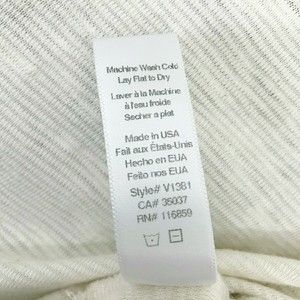 Machine Wash Cold
Lay Flat to Dry
Laver à la Machine
à l'eau froide
Secher a plat
Made in USA
Fait aux États-Unis
Hecho en EUA
Feito nos EUA
Style# V1381
CA# 35037
RN# 116859